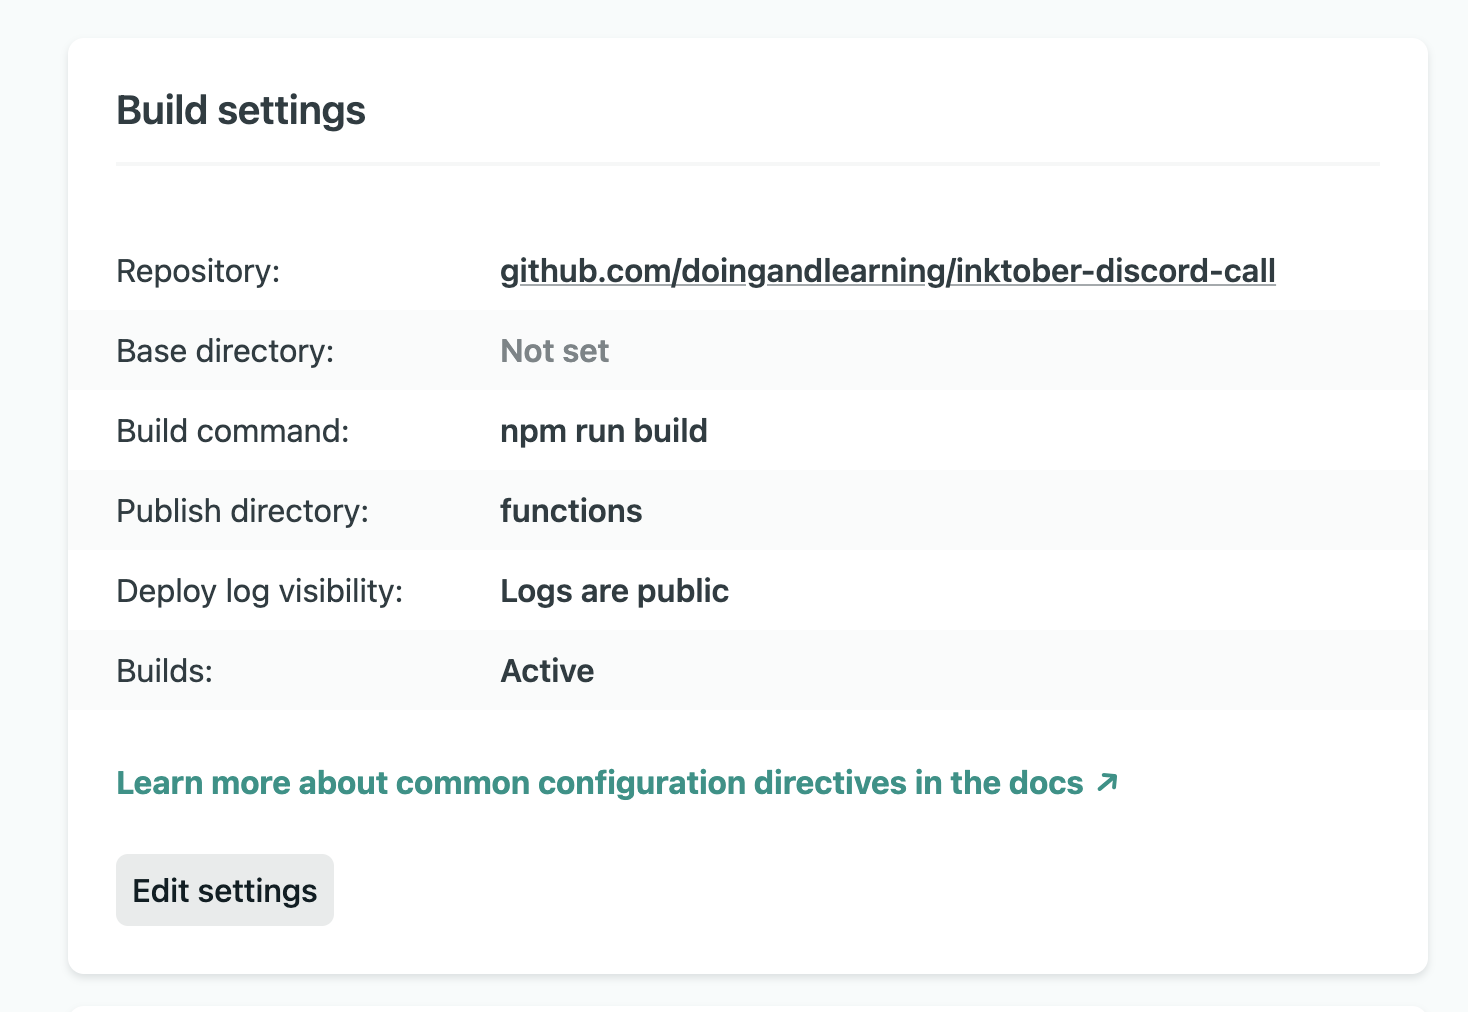 Build settings
Repository: github.com/doingandlearning/inktober-discord-call
Base directory: Not set
Build command: npm run build
Publish directory: functions
Deploy log visibility: Logs are public
Builds: Active
Learn more about common configuration directives in the docs ↗
Edit settings